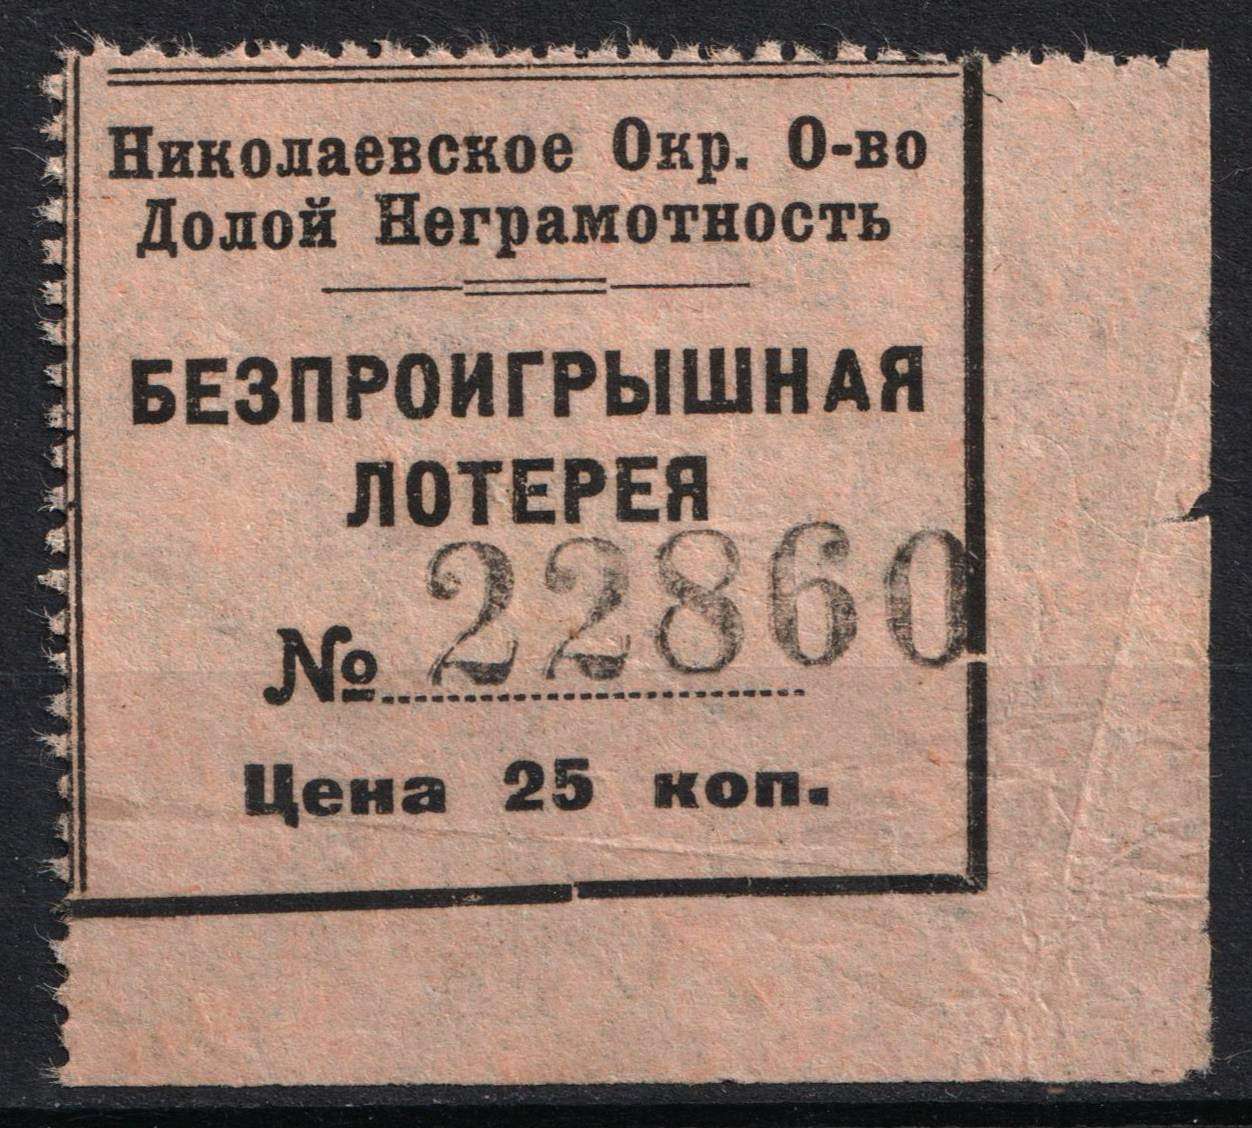 Николаевское Окр. О-во
Долой Неграмотность
БЕЗПРОИГРЫШНАЯ
ЛОТЕРЕЯ
№ 22860
Цена 25 коп.